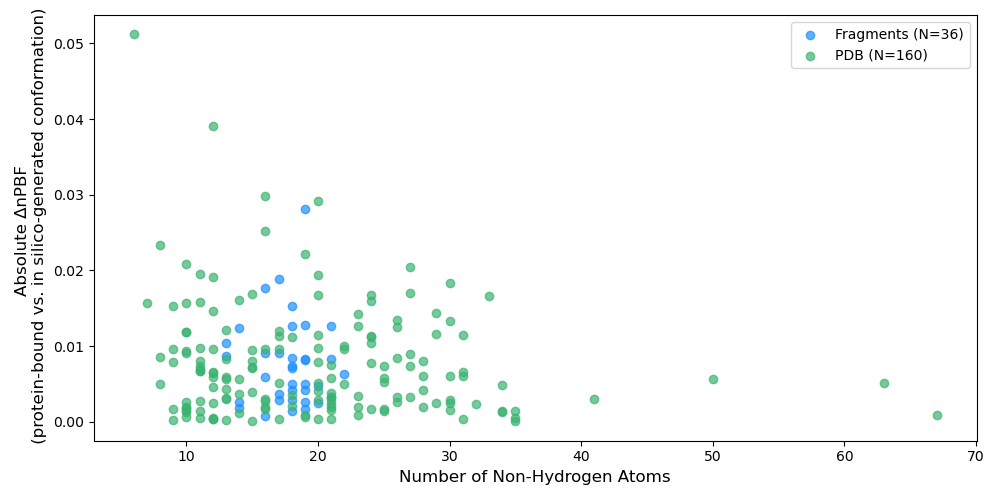 Absolute ΔnPBF
(protein-bound vs. in silico-generated conformation)
0.05
0.04
0.03
0.02
0.01
0.00
Fragments (N=36)
PDB (N=160)
10 20 30 40 50 60 70
Number of Non-Hydrogen Atoms